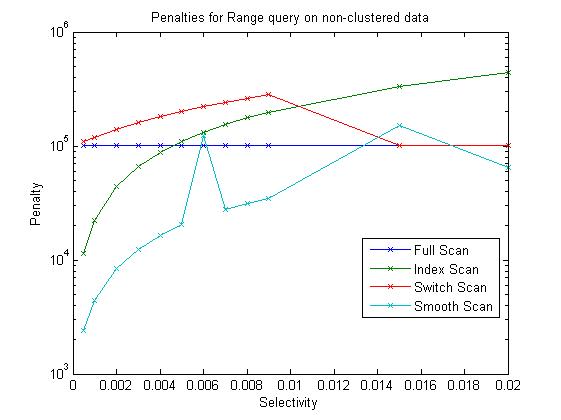 Penalties for Range query on non-clustered data
10^6
10^5
10^4
10^3
Penalty
0 0.002 0.004 0.006 0.008 0.01 0.012 0.014 0.016 0.018 0.02
Selectivity
Full Scan
Index Scan
Switch Scan
Smooth Scan